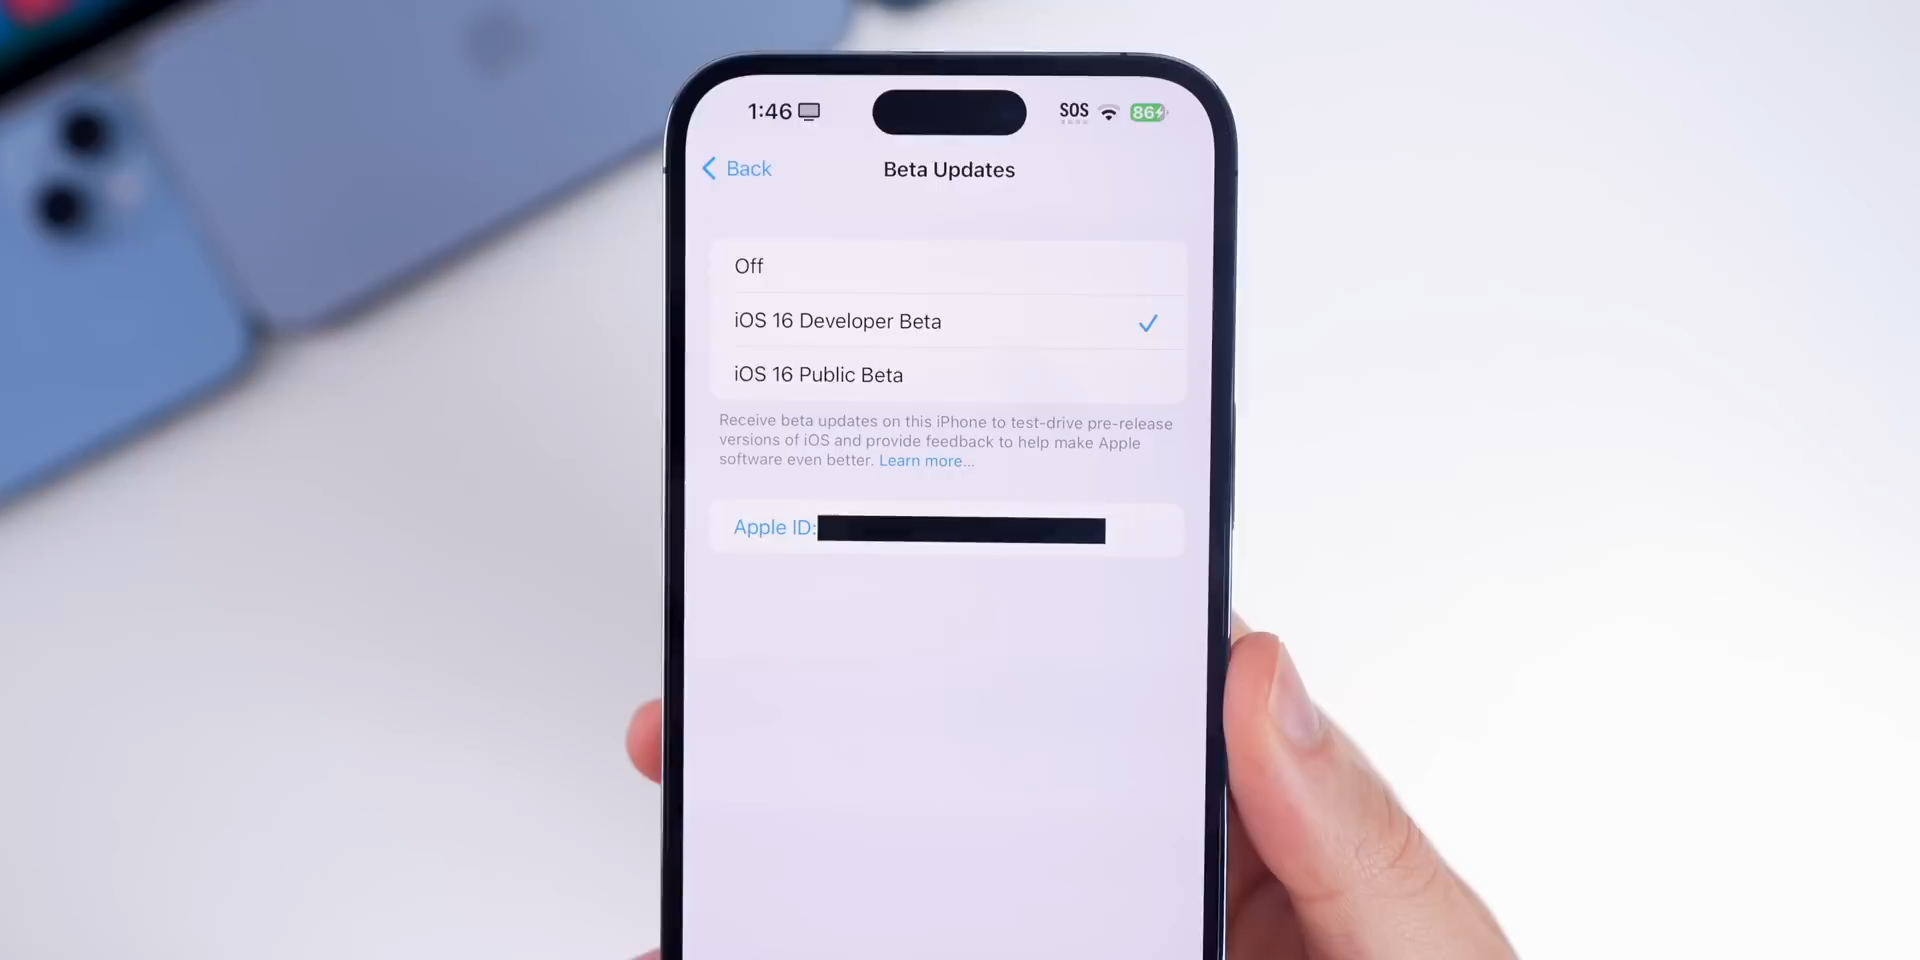 1:46 SOS 86
Back Beta Updates
Off
iOS 16 Developer Beta
iOS 16 Public Beta
Receive beta updates on this iPhone to test-drive pre-release
versions of iOS and provide feedback to help make Apple
software even better. Learn more...
Apple ID: